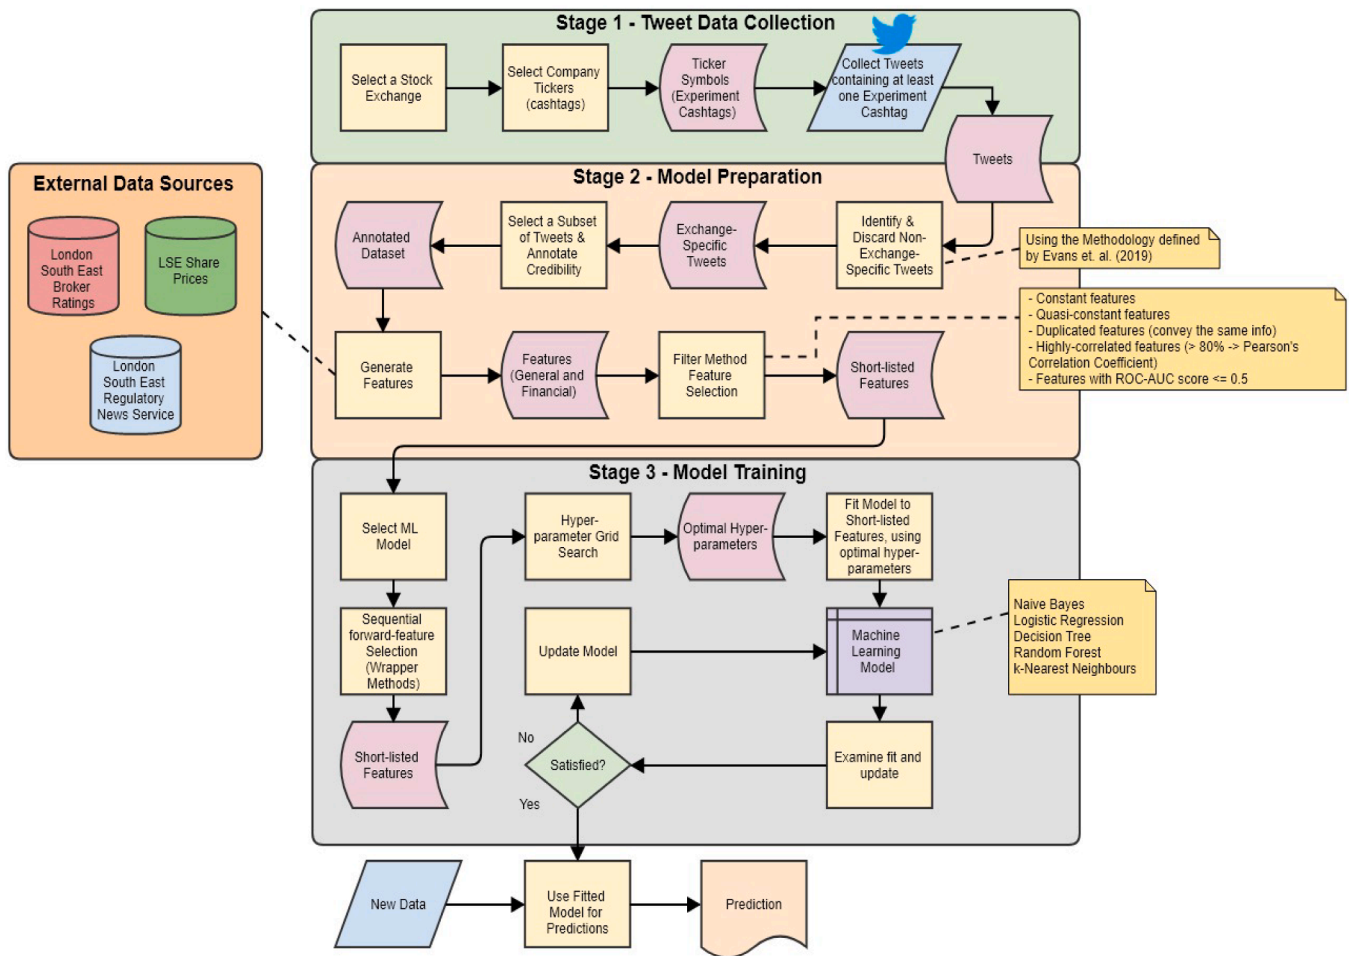 Stage 1 - Tweet Data Collection
Select a Stock
Exchange
Select Company
Tickers
(cashtags)
Ticker
Symbols
(Experiment
Cashtags)
Collect Tweets
containing at least
one Experiment
Cashtag
Tweets
External Data Sources
London
South East
Broker
Ratings
LSE Share
Prices
London
South East
Regulatory
News Service
Stage 2 - Model Preparation
Annotated
Dataset
Select a Subset
of Tweets &
Annotate
Credibility
Exchange-
Specific
Tweets
Identify &
Discard Non-
Exchange-
Specific Tweets
Using the Methodology defined
by Evans et. al. (2019)
Generate
Features
Features
(General and
Financial)
Filter Method
Feature
Selection
Short-listed
Features
- Constant features
- Quasi-constant features
- Duplicated features (convey the same info)
- Highly-correlated features (> 80% -> Pearson's
Correlation Coefficient)
- Features with ROC-AUC score <= 0.5
Stage 3 - Model Training
Select ML
Model
Hyper-
parameter Grid
Search
Optimal Hyper-
parameters
Fit Model to
Short-listed
Features, using
optimal hyper-
parameters
Sequential
forward-feature
Selection
(Wrapper
Methods)
Update Model
Machine
Learning
Model
Naive Bayes
Logistic Regression
Decision Tree
Random Forest
k-Nearest Neighbours
Short-listed
Features
No
Satisfied?
Yes
Examine fit and
update
New Data
Use Fitted
Model for
Predictions
Prediction